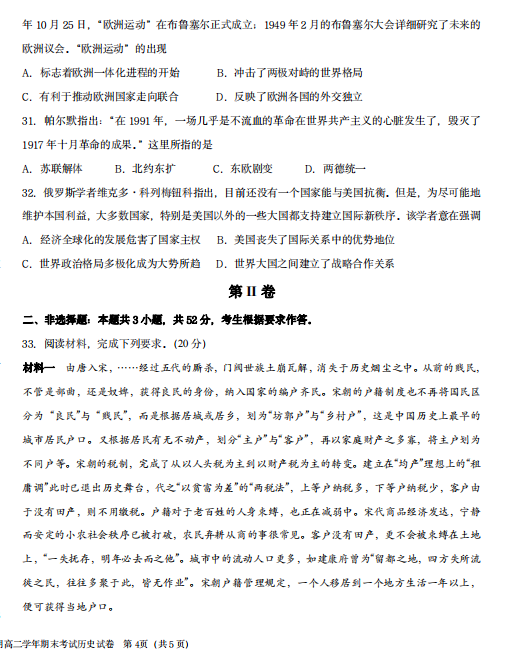 年 10 月 25 日，“欧洲运动”在布鲁塞尔正式成立；1949 年 2 月的布鲁塞尔大会详细研究了未来的
欧洲议会。“欧洲运动”的出现
A．标志着欧洲一体化进程的开始 B．冲击了两极对峙的世界格局
C．有利于推动欧洲国家走向联合 D．反映了欧洲各国的外交独立
31. 帕尔默指出：“在 1991 年，一场几乎是不流血的革命在世界共产主义的心脏发生了，毁灭了
1917 年十月革命的成果。”这里所指的是
A．苏联解体 B．北约东扩 C．东欧剧变 D．两德统一
32. 俄罗斯学者维克多·科列梅钮科指出，目前还没有一个国家能与美国抗衡。但是，为尽可能地
维护本国利益，大多数国家，特别是美国以外的一些大国都支持建立国际新秩序。该学者意在强调
A．经济全球化的发展危害了国家主权 B．美国丧失了国际关系中的优势地位
C．世界政治格局多极化成为大势所趋 D．世界大国之间建立了战略合作关系
第 II 卷
二、非选择题：本题共 3 小题，共 52 分，考生根据要求作答。
33. 阅读材料，完成下列要求。（20 分）
材料一 由唐入宋，……经过五代的厮杀，门阀世族土崩瓦解，消失于历史烟尘之中。从前的贱民，
不管是部曲，还是奴婢，获得良民的身份，纳入国家的编户齐民。宋朝的户籍制度也不再将国民区
分为“良民”与“贱民”，而是根据居城或居乡，划为“坊郭户”与“乡村户”，这是中国历史上最早的
城市居民户口。又根据居民有无不动产，划分“主户”与“客户”，再以家庭财产之多寡，将主户划为
不同户等。宋朝的税制，完成了从以人头税为主到以财产税为主的转变。建立在“均产”理想上的“租
庸调”此时已退出历史舞台，代之“以贫富为差”的“两税法”，上等户纳税多，下等户纳税少，客户由
于没有田产，则不用缴税。户籍对于老百姓的人身束缚，也正在减弱中。宋代商品经济发达，宁静
而安定的小农社会秩序已被打破，农民弃耕从商的事很常见。客户没有田产，更不会被束缚在土地
上，“一失抚存，明年必去而之他”。城市中的流动人口更多，如建康府曾为“留都之地，四方失所流
徙之民，往往多聚于此，皆无作业”。宋朝户籍管理规定，一个人移居到一个地方生活一年以上，
便可获得当地户口。
高二学年期末考试历史试卷 第 4页（共 5 页）